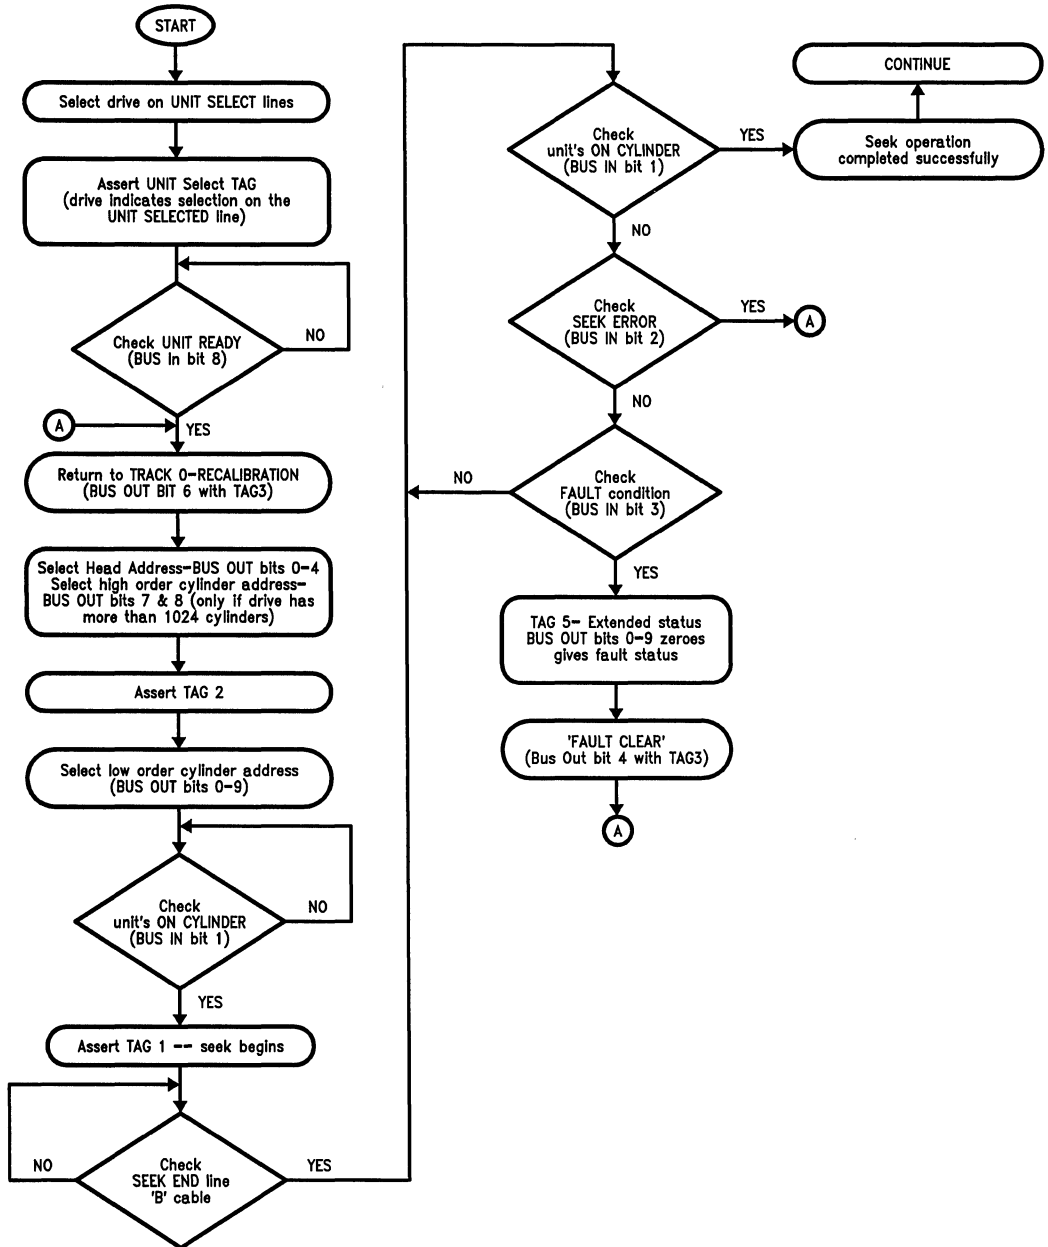 START
Select drive on UNIT SELECT lines
Assert UNIT Select TAG
(drive indicates selection on the
UNIT SELECTED line)
Check UNIT READY
(BUS In bit 8)
NO
A
YES
Return to TRACK 0-RECALIBRATION
(BUS OUT BIT 6 with TAG3)
Select Head Address-BUS OUT bits 0-4
Select high order cylinder address-
BUS OUT bits 7 & 8 (only if drive has
more than 1024 cylinders)
Assert TAG 2
Select low order cylinder address
(BUS OUT bits 0-9)
Check
unit's ON CYLINDER
(BUS IN bit 1)
NO
YES
Assert TAG 1 -- seek begins
Check
SEEK END line
'B' cable
NO
YES
Check
unit's ON CYLINDER
(BUS IN bit 1)
YES
Seek operation
completed successfully
CONTINUE
NO
Check
SEEK ERROR
(BUS IN bit 2)
YES
A
NO
Check
FAULT condition
(BUS IN bit 3)
NO
YES
TAG 5- Extended status
BUS OUT bits 0-9 zeroes
gives fault status
'FAULT CLEAR'
(Bus Out bit 4 with TAG3)
A